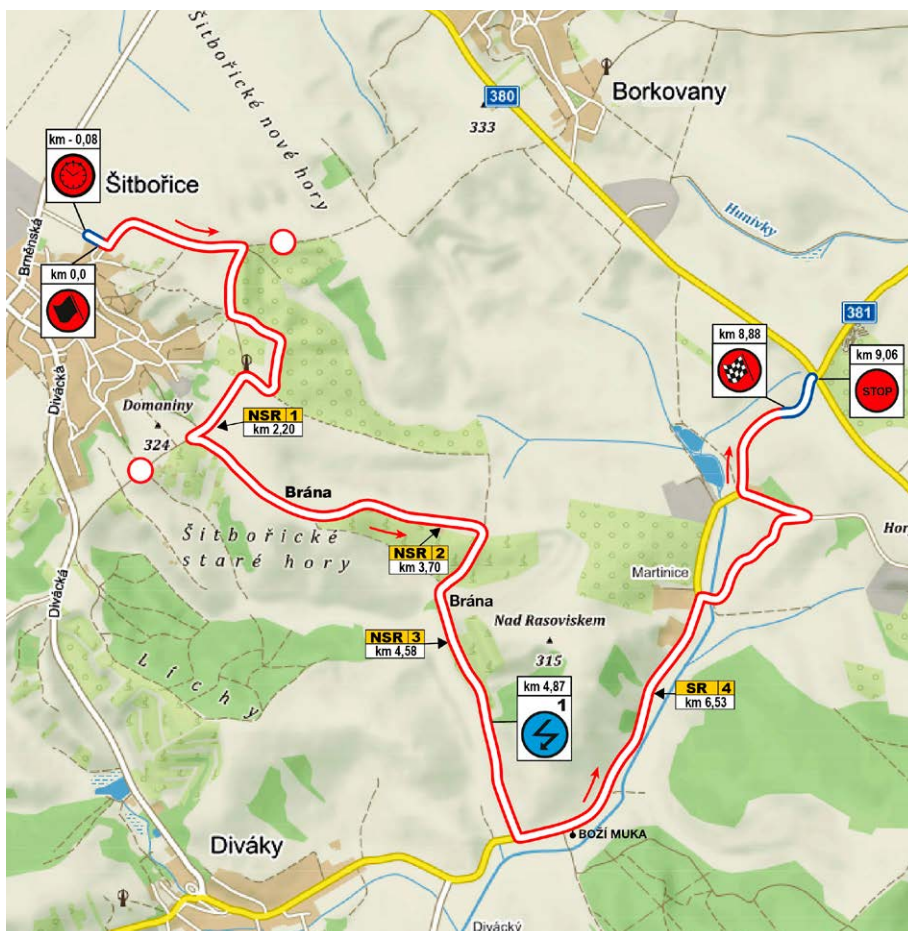 Šitbořické nové hory
380
Borkovany
333
km - 0,08
Šitbořice
Brněnská
Hunivky
km 0,0
381
km 8,88
km 9,06
STOP
Divácká
Domaniny
324
NSR 1
km 2,20
Brána
Šitbořické
staré hory
NSR 2
km 3,70
Martinice
Brána
Nad Rasoviskem
315
NSR 3
km 4,58
Divácká
Líchy
km 4,87
1
SR 4
km 6,53
BOŽÍ MUKA
Diváky
Divácký